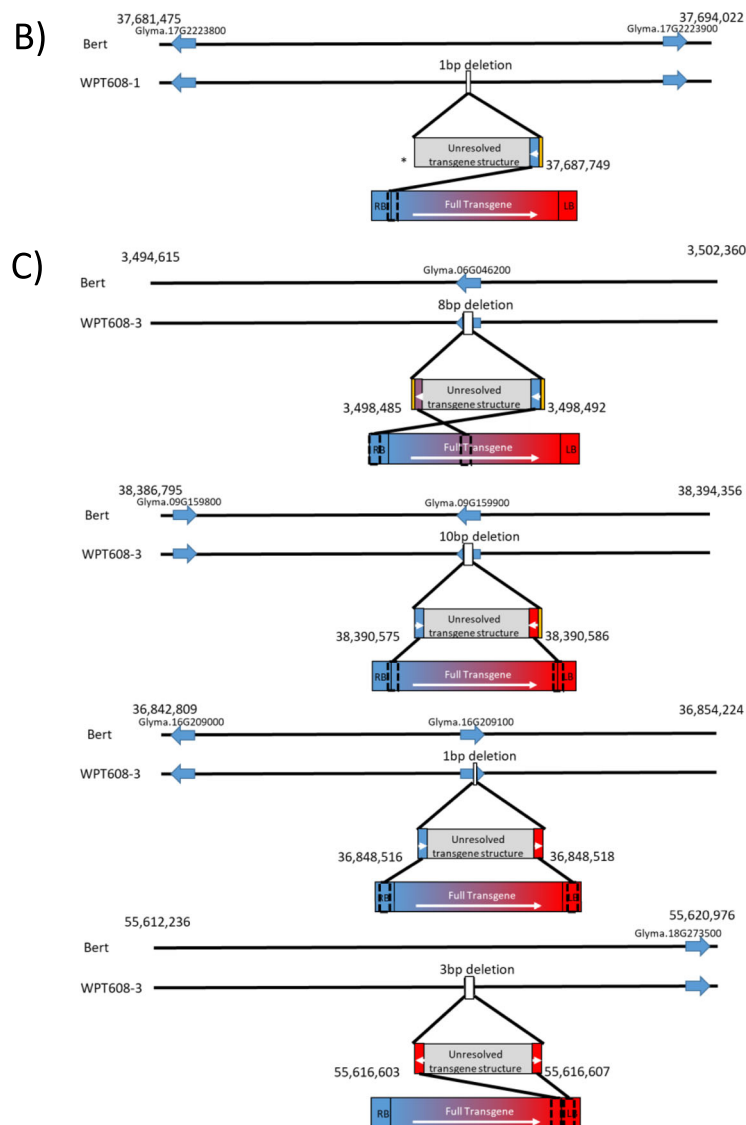 B)
37,681,475
37,694,022
Glyma.17G2223800
Glyma.17G2223900
Bert
1bp deletion
WPT608-1
Unresolved
transgene structure
*
37,687,749
RB
Full Transgene
LB
C)
3,494,615
3,502,360
Glyma.06G046200
Bert
8bp deletion
WPT608-3
Unresolved
transgene structure
3,498,485
3,498,492
RB
Full Transgene
LB
38,386,795
38,394,356
Glyma.09G159800
Glyma.09G159900
Bert
10bp deletion
WPT608-3
Unresolved
transgene structure
38,390,575
38,390,586
RB
Full Transgene
LB
36,842,809
36,854,224
Glyma.16G209000
Glyma.16G209100
Bert
1bp deletion
WPT608-3
Unresolved
transgene structure
36,848,516
36,848,518
RB
Full Transgene
LB
55,612,236
55,620,976
Glyma.18G273500
Bert
3bp deletion
WPT608-3
Unresolved
transgene structure
55,616,603
55,616,607
RB
Full Transgene
LB